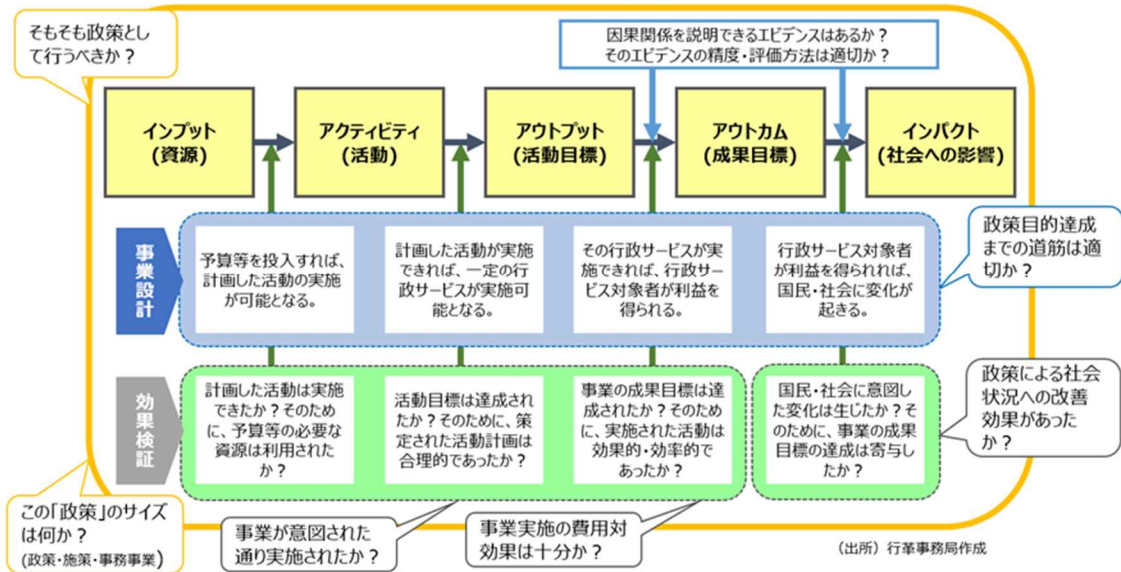 そもそも政策とし
て行うべきか?
因果関係を説明できるエビデンスはあるか?
そのエビデンスの精度・評価方法は適切か?
インプット
(資源)
アクティビティ
(活動)
アウトプット
(活動目標)
アウトカム
(成果目標)
インパクト
(社会への影響)
事業設計
予算等を投入すれば、
計画した活動の実施
が可能となる。
計画した活動が実施
できれば、一定の行
政サービスが実施可
能となる。
その行政サービスが実
施できれば、行政サー
ビス対象者が利益を
得られる。
行政サービス対象者
が利益を得られれば、
国民・社会に変化が
起きる。
政策目的達成
までの道筋は適
切か?
効果検証
計画した活動は実施
できたか?そのため
に、予算等の必要な
資源は利用された
か?
活動目標は達成され
たか?そのために、策
定された活動計画は
合理的であったか?
事業の成果目標は達
成されたか?そのため
に、実施された活動は
効果的・効率的で
あったか?
国民・社会に意図し
た変化は生じたか?そ
のために、事業の成果
目標の達成は寄与し
たか?
政策による社会
状況への改善
効果があった
か?
この「政策」のサイズ
は何か?
(政策・施策・事務事業)
事業が意図された
通り実施されたか?
事業実施の費用対
効果は十分か?
(出所)行革事務局作成